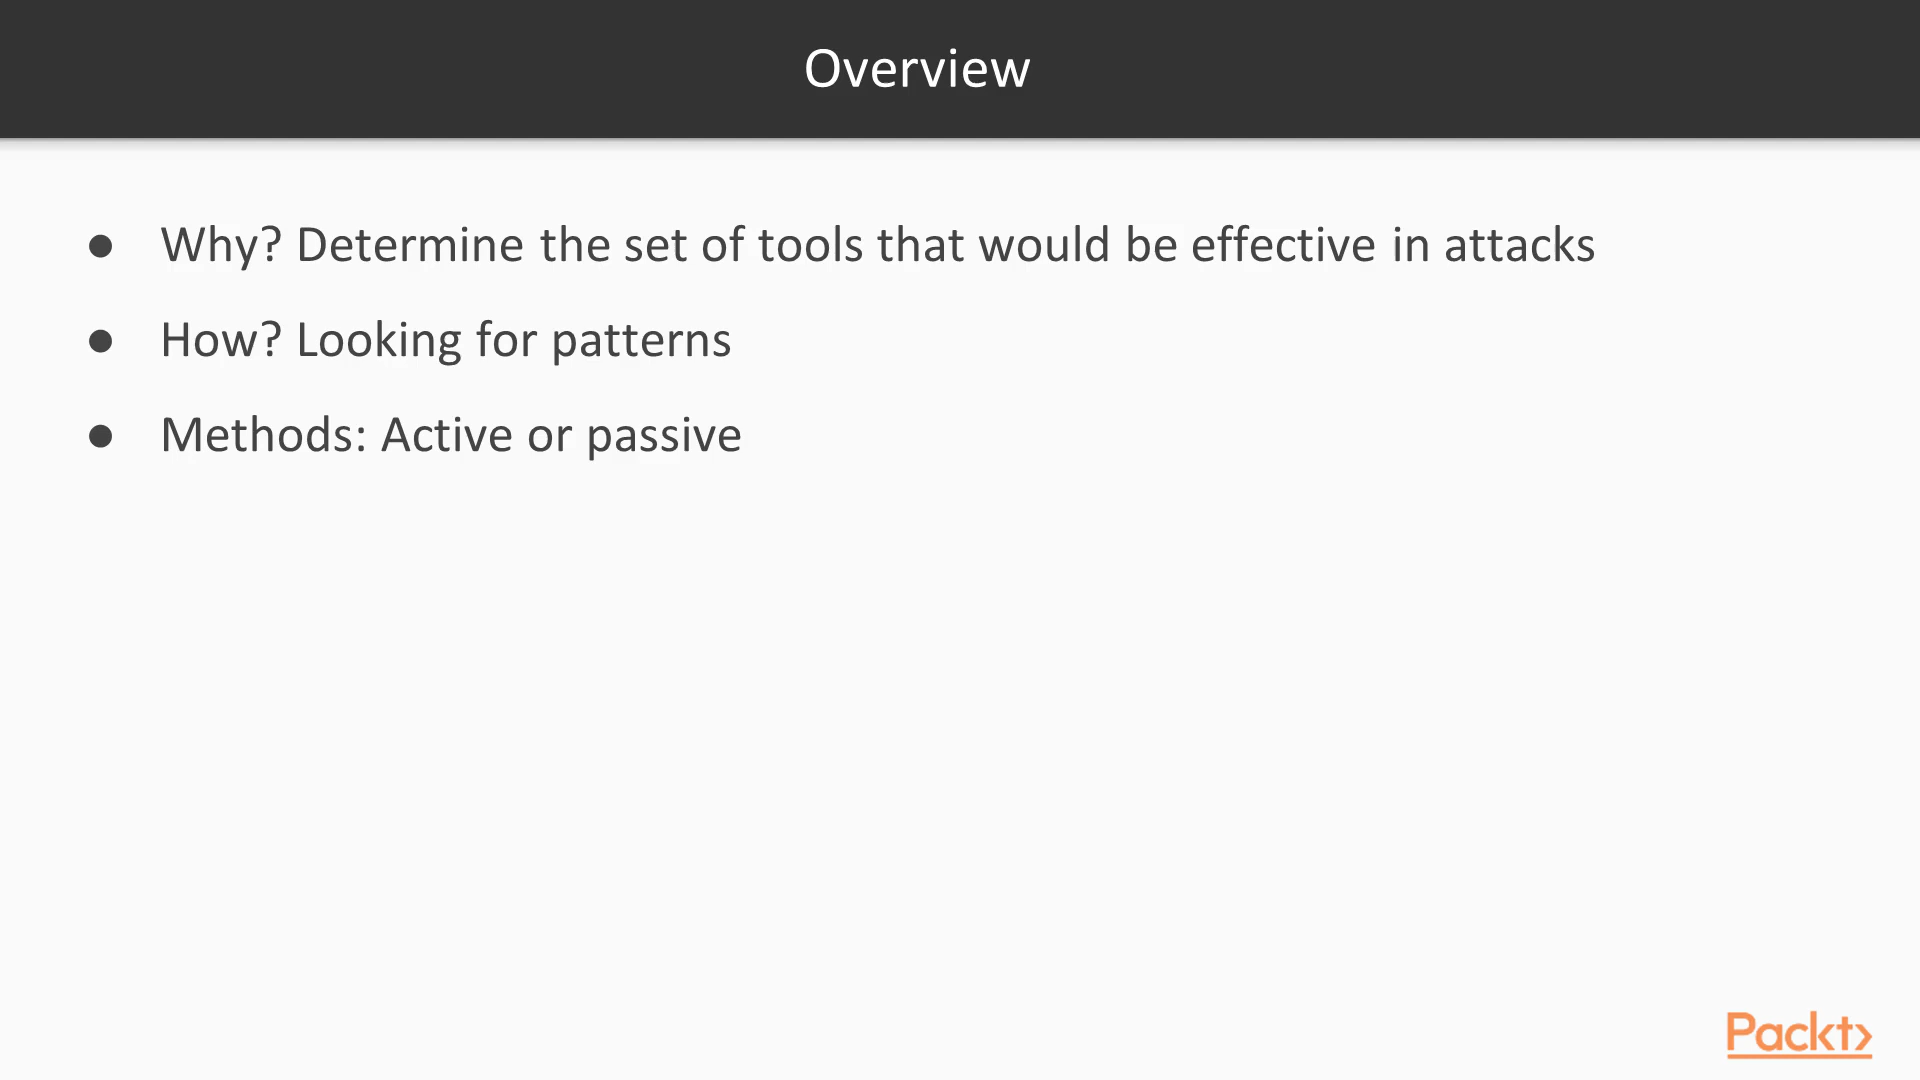 Overview
● Why? Determine the set of tools that would be effective in attacks
● How? Looking for patterns
● Methods: Active or passive
Packt>